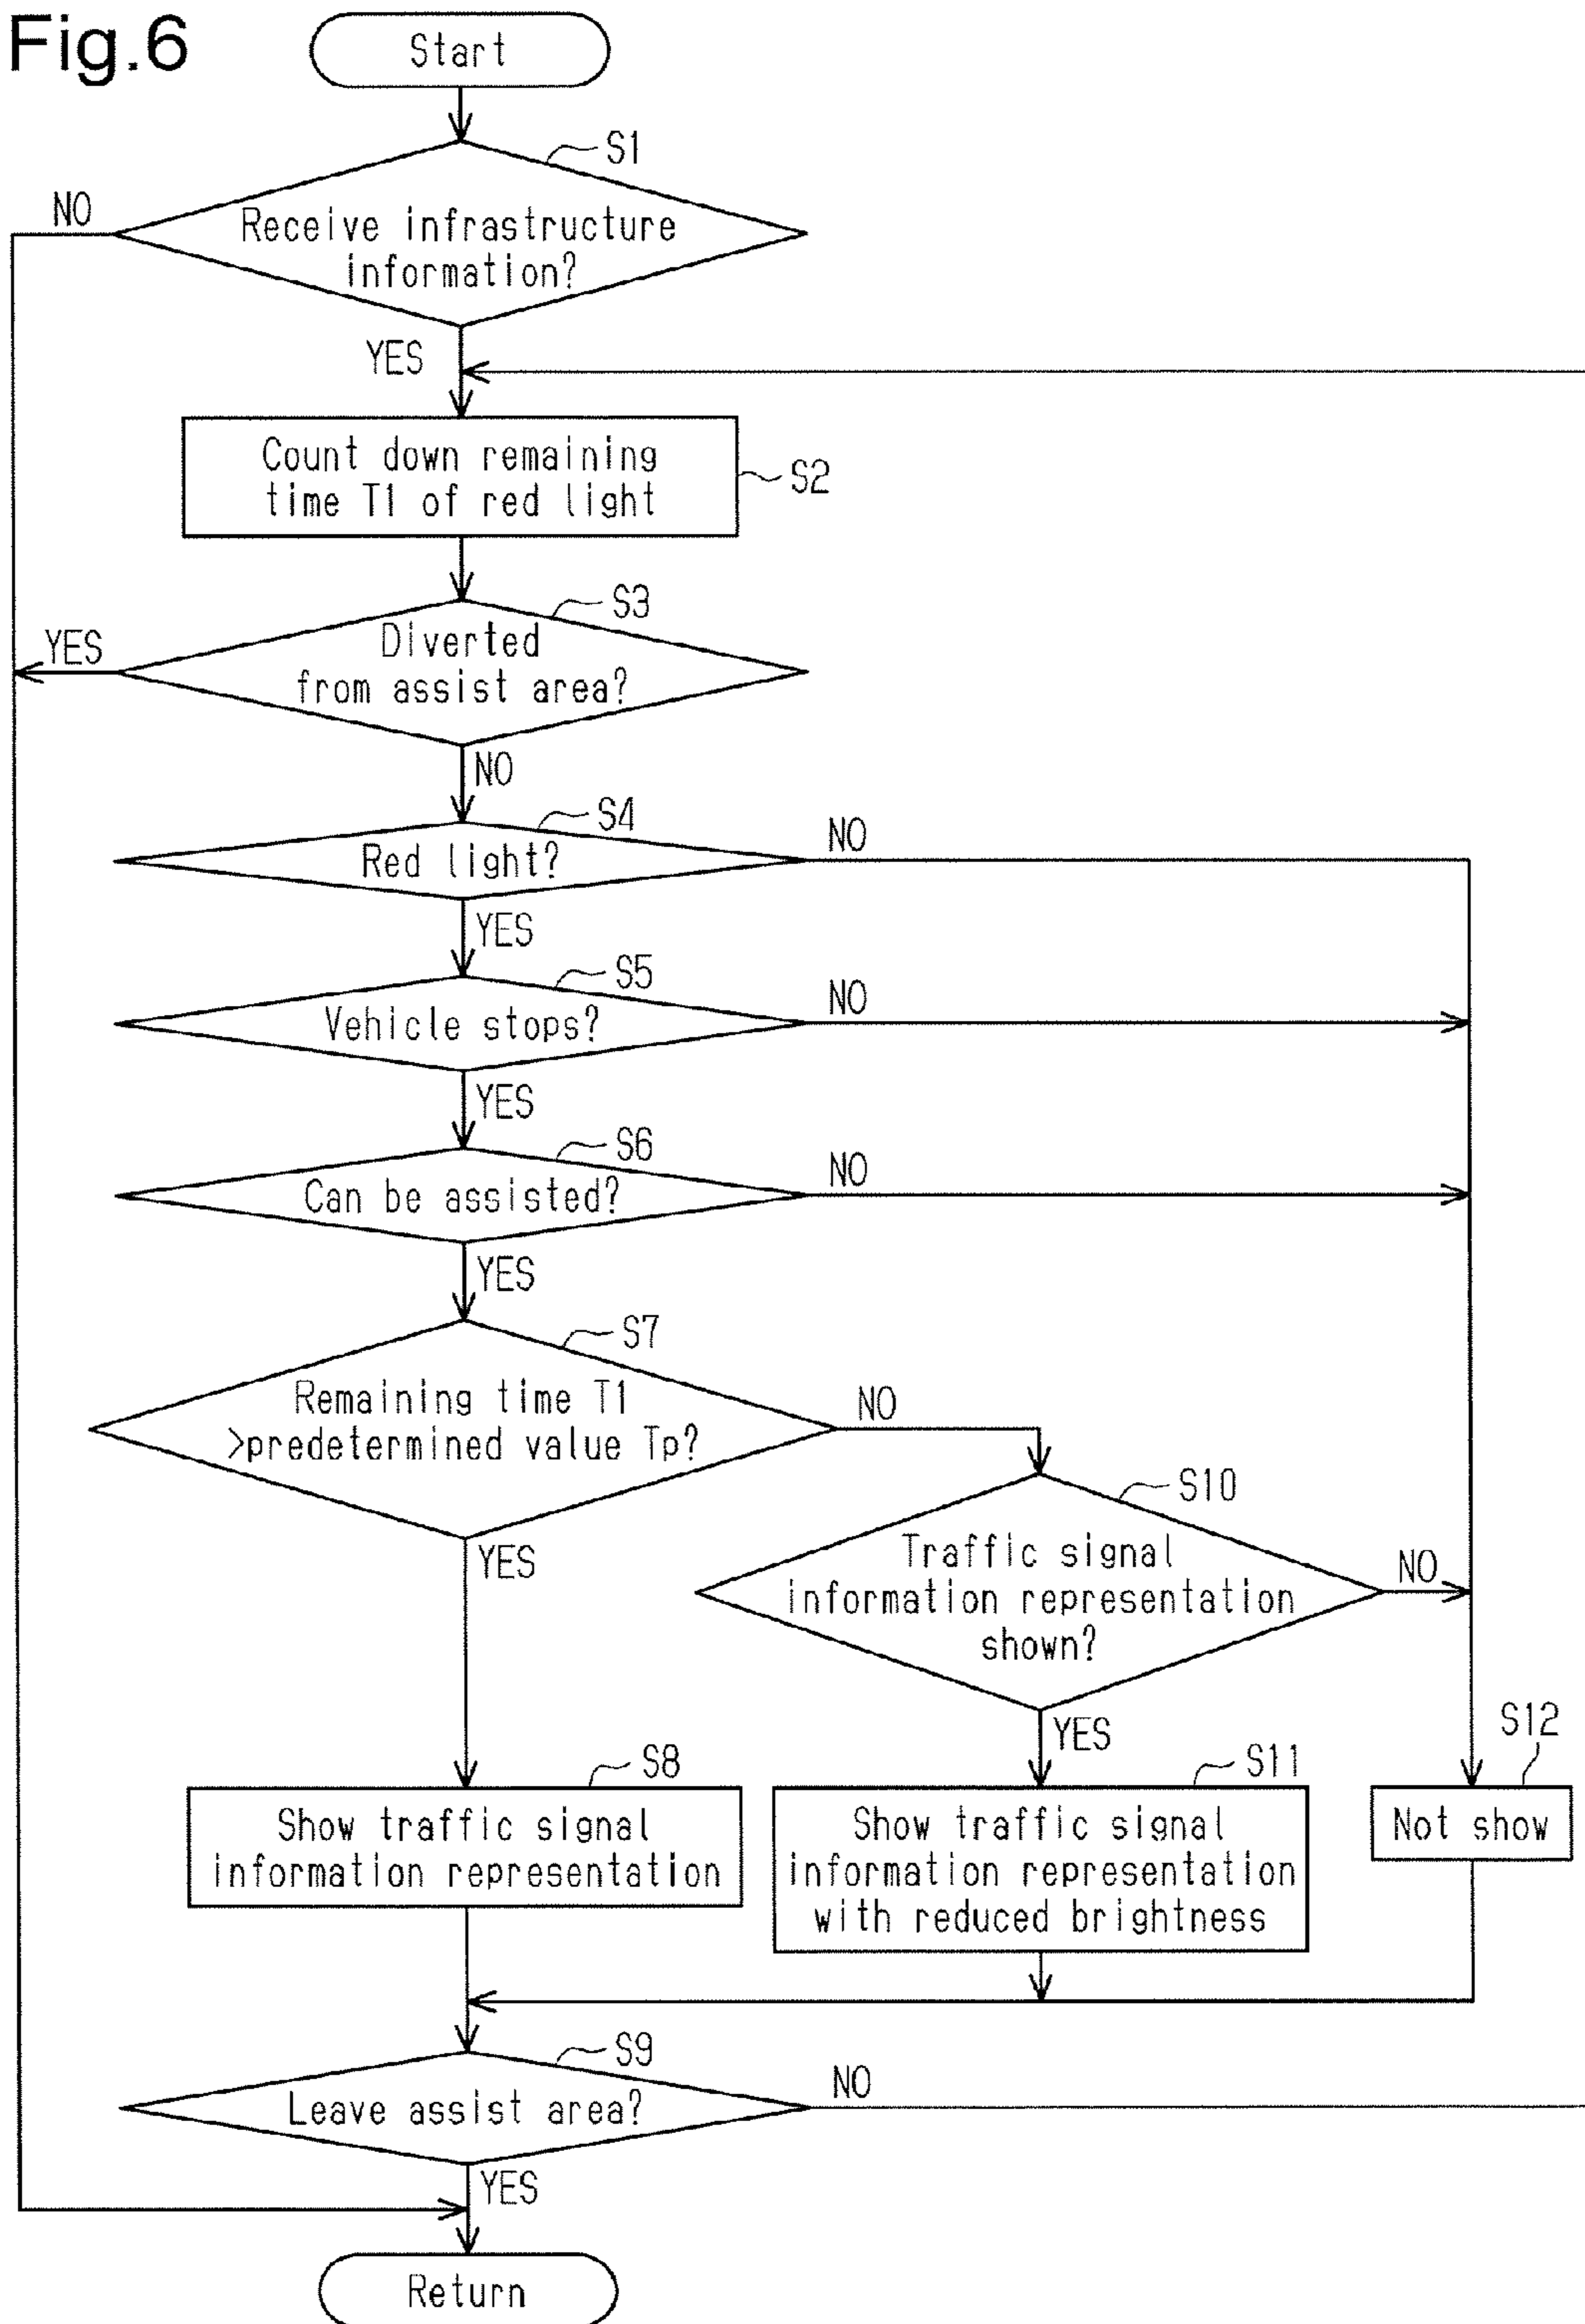 Fig.6
Start
S1
NO
Receive infrastructure
information?
YES
Count down remaining
time T1 of red light
S2
S3
YES
Diverted
from assist area?
NO
S4
NO
Red light?
YES
S5
NO
Vehicle stops?
YES
S6
NO
Can be assisted?
YES
S7
Remaining time T1
>predetermined value Tp?
NO
S10
YES
Traffic signal
information representation
shown?
NO
YES
S12
S8
S11
Show traffic signal
information representation
Show traffic signal
information representation
with reduced brightness
Not show
S9
NO
Leave assist area?
YES
Return